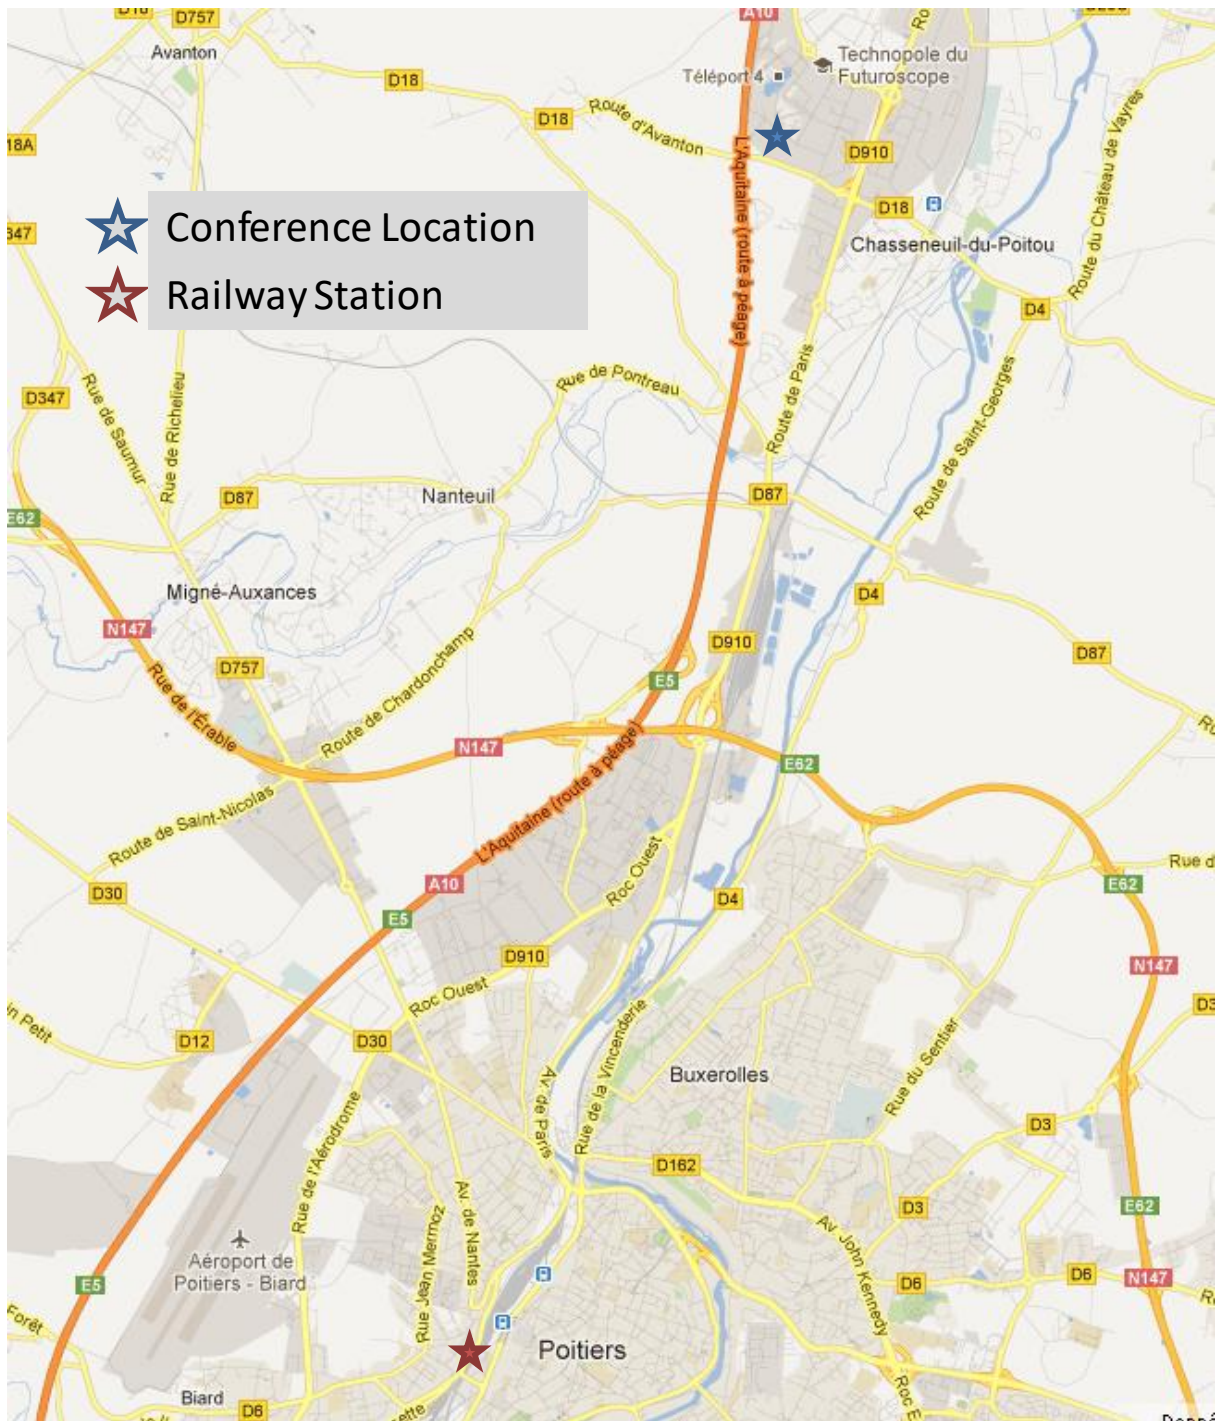 D18
D757
A10
Avanton
Technopole du
Futuroscope
Téléport 4
D18
Route d'Avanton
D18
18A
D910
L'Aquitaine (route à péage)
Route du Château de Vayres
D18
347
Conference Location
Chasseneuil-du-Poitou
Railway Station
D4
Rue de Pontreau
D347
Rue de Saumur
Rue de Richelieu
Route de Paris
Route de Saint-Georges
D87
Nanteuil
D87
E62
Migné-Auxances
D4
N147
D910
D87
D757
Route de Chardonchamp
E5
Rue de l'Érable
N147
E62
L'Aquitaine (route à péage)
Route de Saint-Nicolas
Roc Ouest
Rue d
A10
E62
D30
D4
E5
D910
N147
Roc Ouest
n Petit
D12
D30
Rue de la Vincenderie
Rue du Sentier
Buxerolles
Av. de Paris
Rue de l'Aérodrome
D3
D162
E62
D3
Av. de Nantes
Rue Jean Mermoz
Av. John Kennedy
Aéroport de
Poitiers - Biard
E5
D6
D6
N147
Forêt
Poitiers
Biard
D6
Roc E